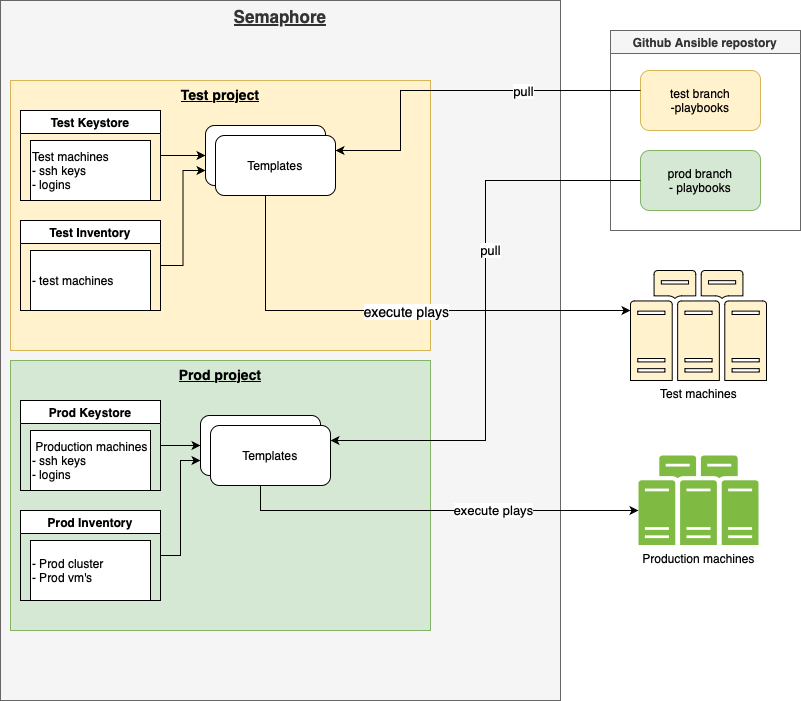 Semaphore
Github Ansible repostory
Test project
pull
test branch
-playbooks
Test Keystore
Test machines
- ssh keys
- logins
Templates
prod branch
- playbooks
Test Inventory
- test machines
pull
execute plays
Test machines
Prod project
Prod Keystore
Production machines
- ssh keys
- logins
Templates
execute plays
Prod Inventory
- Prod cluster
- Prod vm's
Production machines